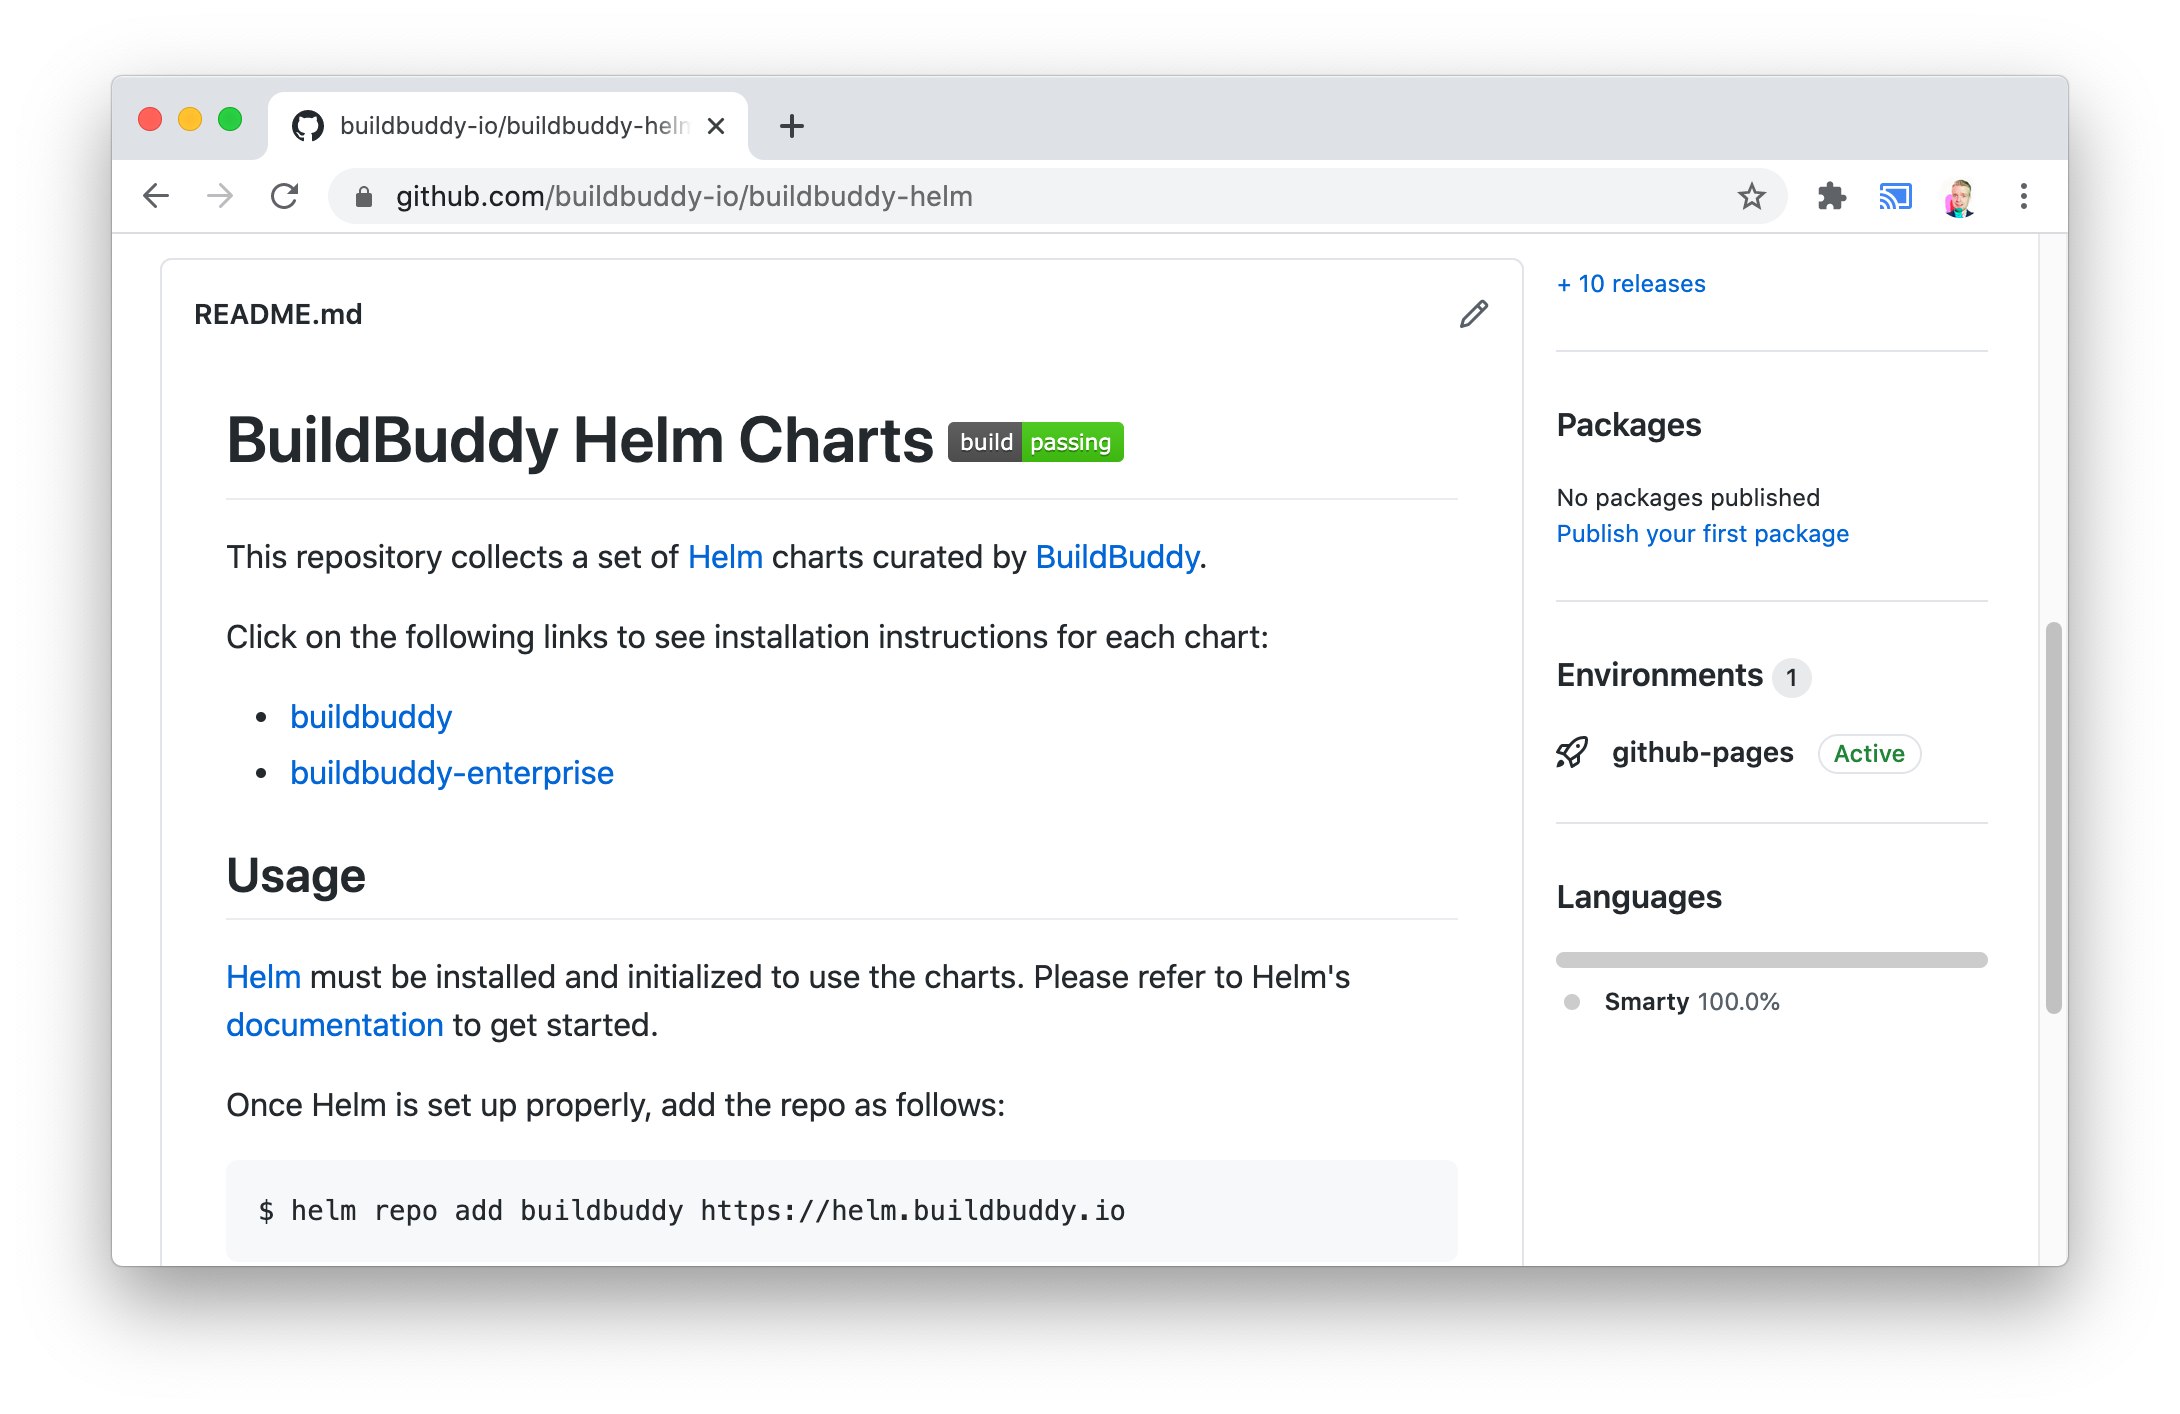 buildbuddy-io/buildbuddy-helm
github.com/buildbuddy-io/buildbuddy-helm
README.md
BuildBuddy Helm Charts build passing
This repository collects a set of Helm charts curated by BuildBuddy.
Click on the following links to see installation instructions for each chart:
• buildbuddy
• buildbuddy-enterprise
Usage
Helm must be installed and initialized to use the charts. Please refer to Helm's
documentation to get started.
Once Helm is set up properly, add the repo as follows:
$ helm repo add buildbuddy https://helm.buildbuddy.io
+ 10 releases
Packages
No packages published
Publish your first package
Environments 1
github-pages Active
Languages
Smarty 100.0%